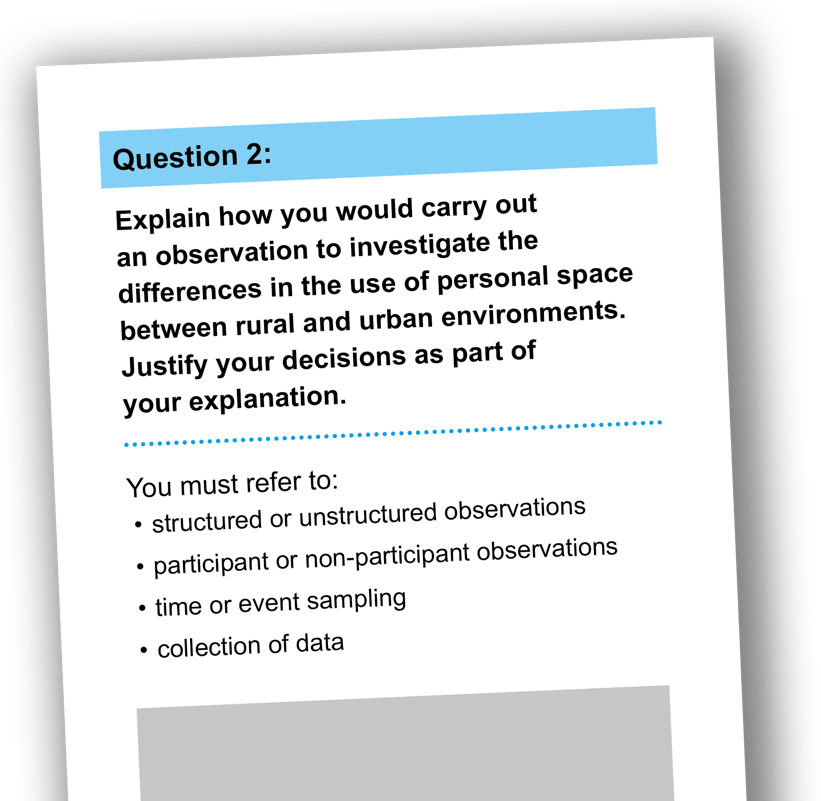 Question 2:
Explain how you would carry out
an observation to investigate the
differences in the use of personal space
between rural and urban environments.
Justify your decisions as part of
your explanation.
You must refer to:
• structured or unstructured observations
• participant or non-participant observations
• time or event sampling
• collection of data